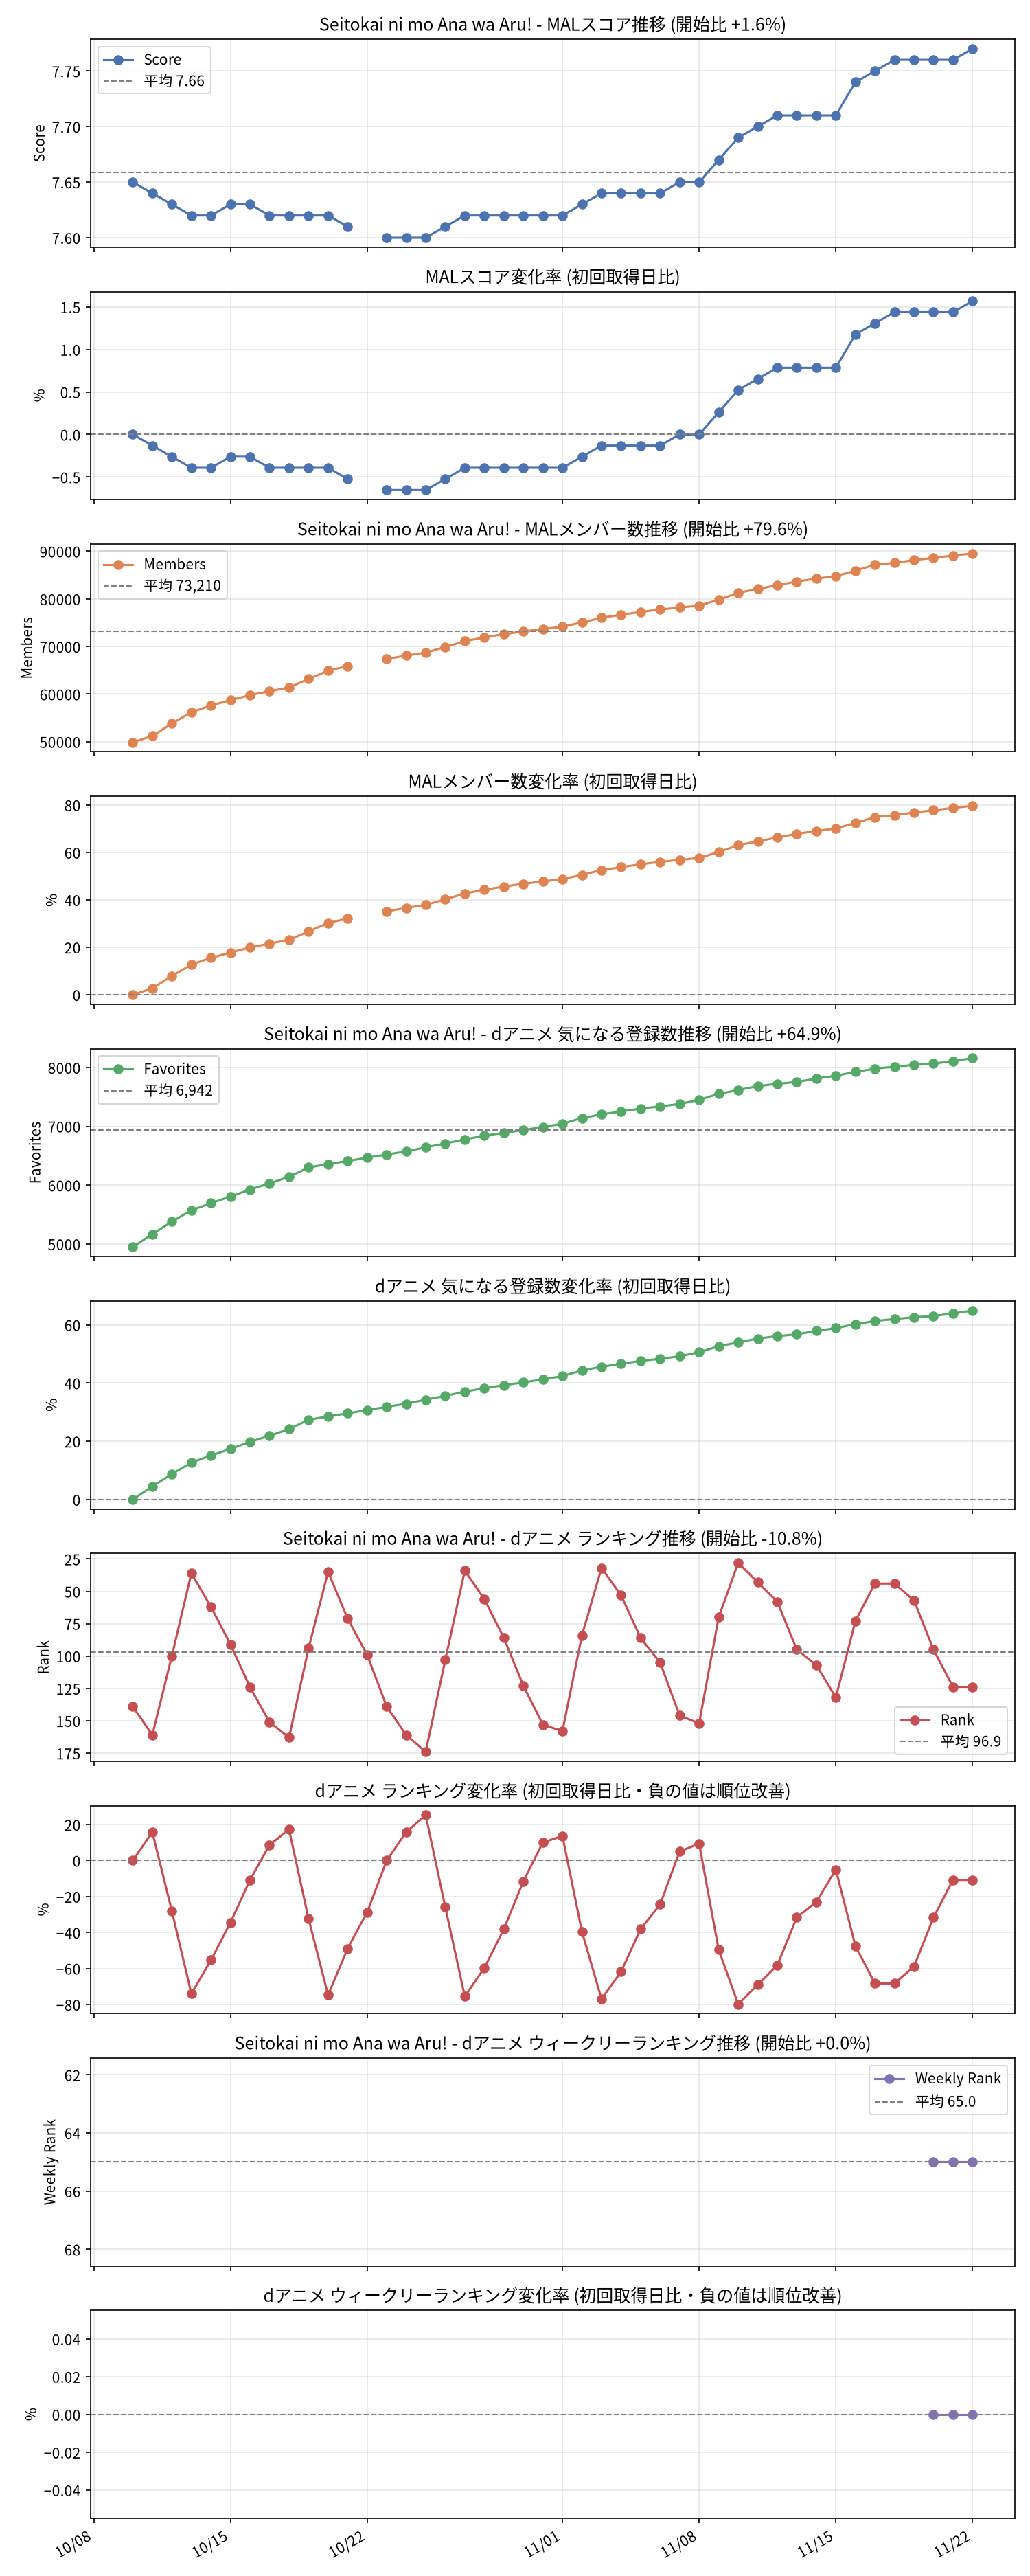 Seitokai ni mo Ana wa Aru! - MALスコア推移 (開始比 +1.6%)
Score
平均 7.66
Score
7.75
7.70
7.65
7.60
MALスコア変化率 (初回取得日比)
%
1.5
1.0
0.5
0.0
−0.5
Seitokai ni mo Ana wa Aru! - MALメンバー数推移 (開始比 +79.6%)
Members
平均 73,210
Members
90000
80000
70000
60000
50000
MALメンバー数変化率 (初回取得日比)
%
80
60
40
20
0
Seitokai ni mo Ana wa Aru! - dアニメ 気になる登録数推移 (開始比 +64.9%)
Favorites
平均 6,942
Favorites
8000
7000
6000
5000
dアニメ 気になる登録数変化率 (初回取得日比)
%
60
40
20
0
Seitokai ni mo Ana wa Aru! - dアニメ ランキング推移 (開始比 -10.8%)
Rank
25
50
75
100
125
150
175
Rank
平均 96.9
dアニメ ランキング変化率 (初回取得日比・負の値は順位改善)
%
20
0
−20
−40
−60
−80
Seitokai ni mo Ana wa Aru! - dアニメ ウィークリーランキング推移 (開始比 +0.0%)
Weekly Rank
平均 65.0
Weekly Rank
62
64
66
68
dアニメ ウィークリーランキング変化率 (初回取得日比・負の値は順位改善)
%
0.04
0.02
0.00
−0.02
−0.04
10/08
10/15
10/22
11/01
11/08
11/15
11/22